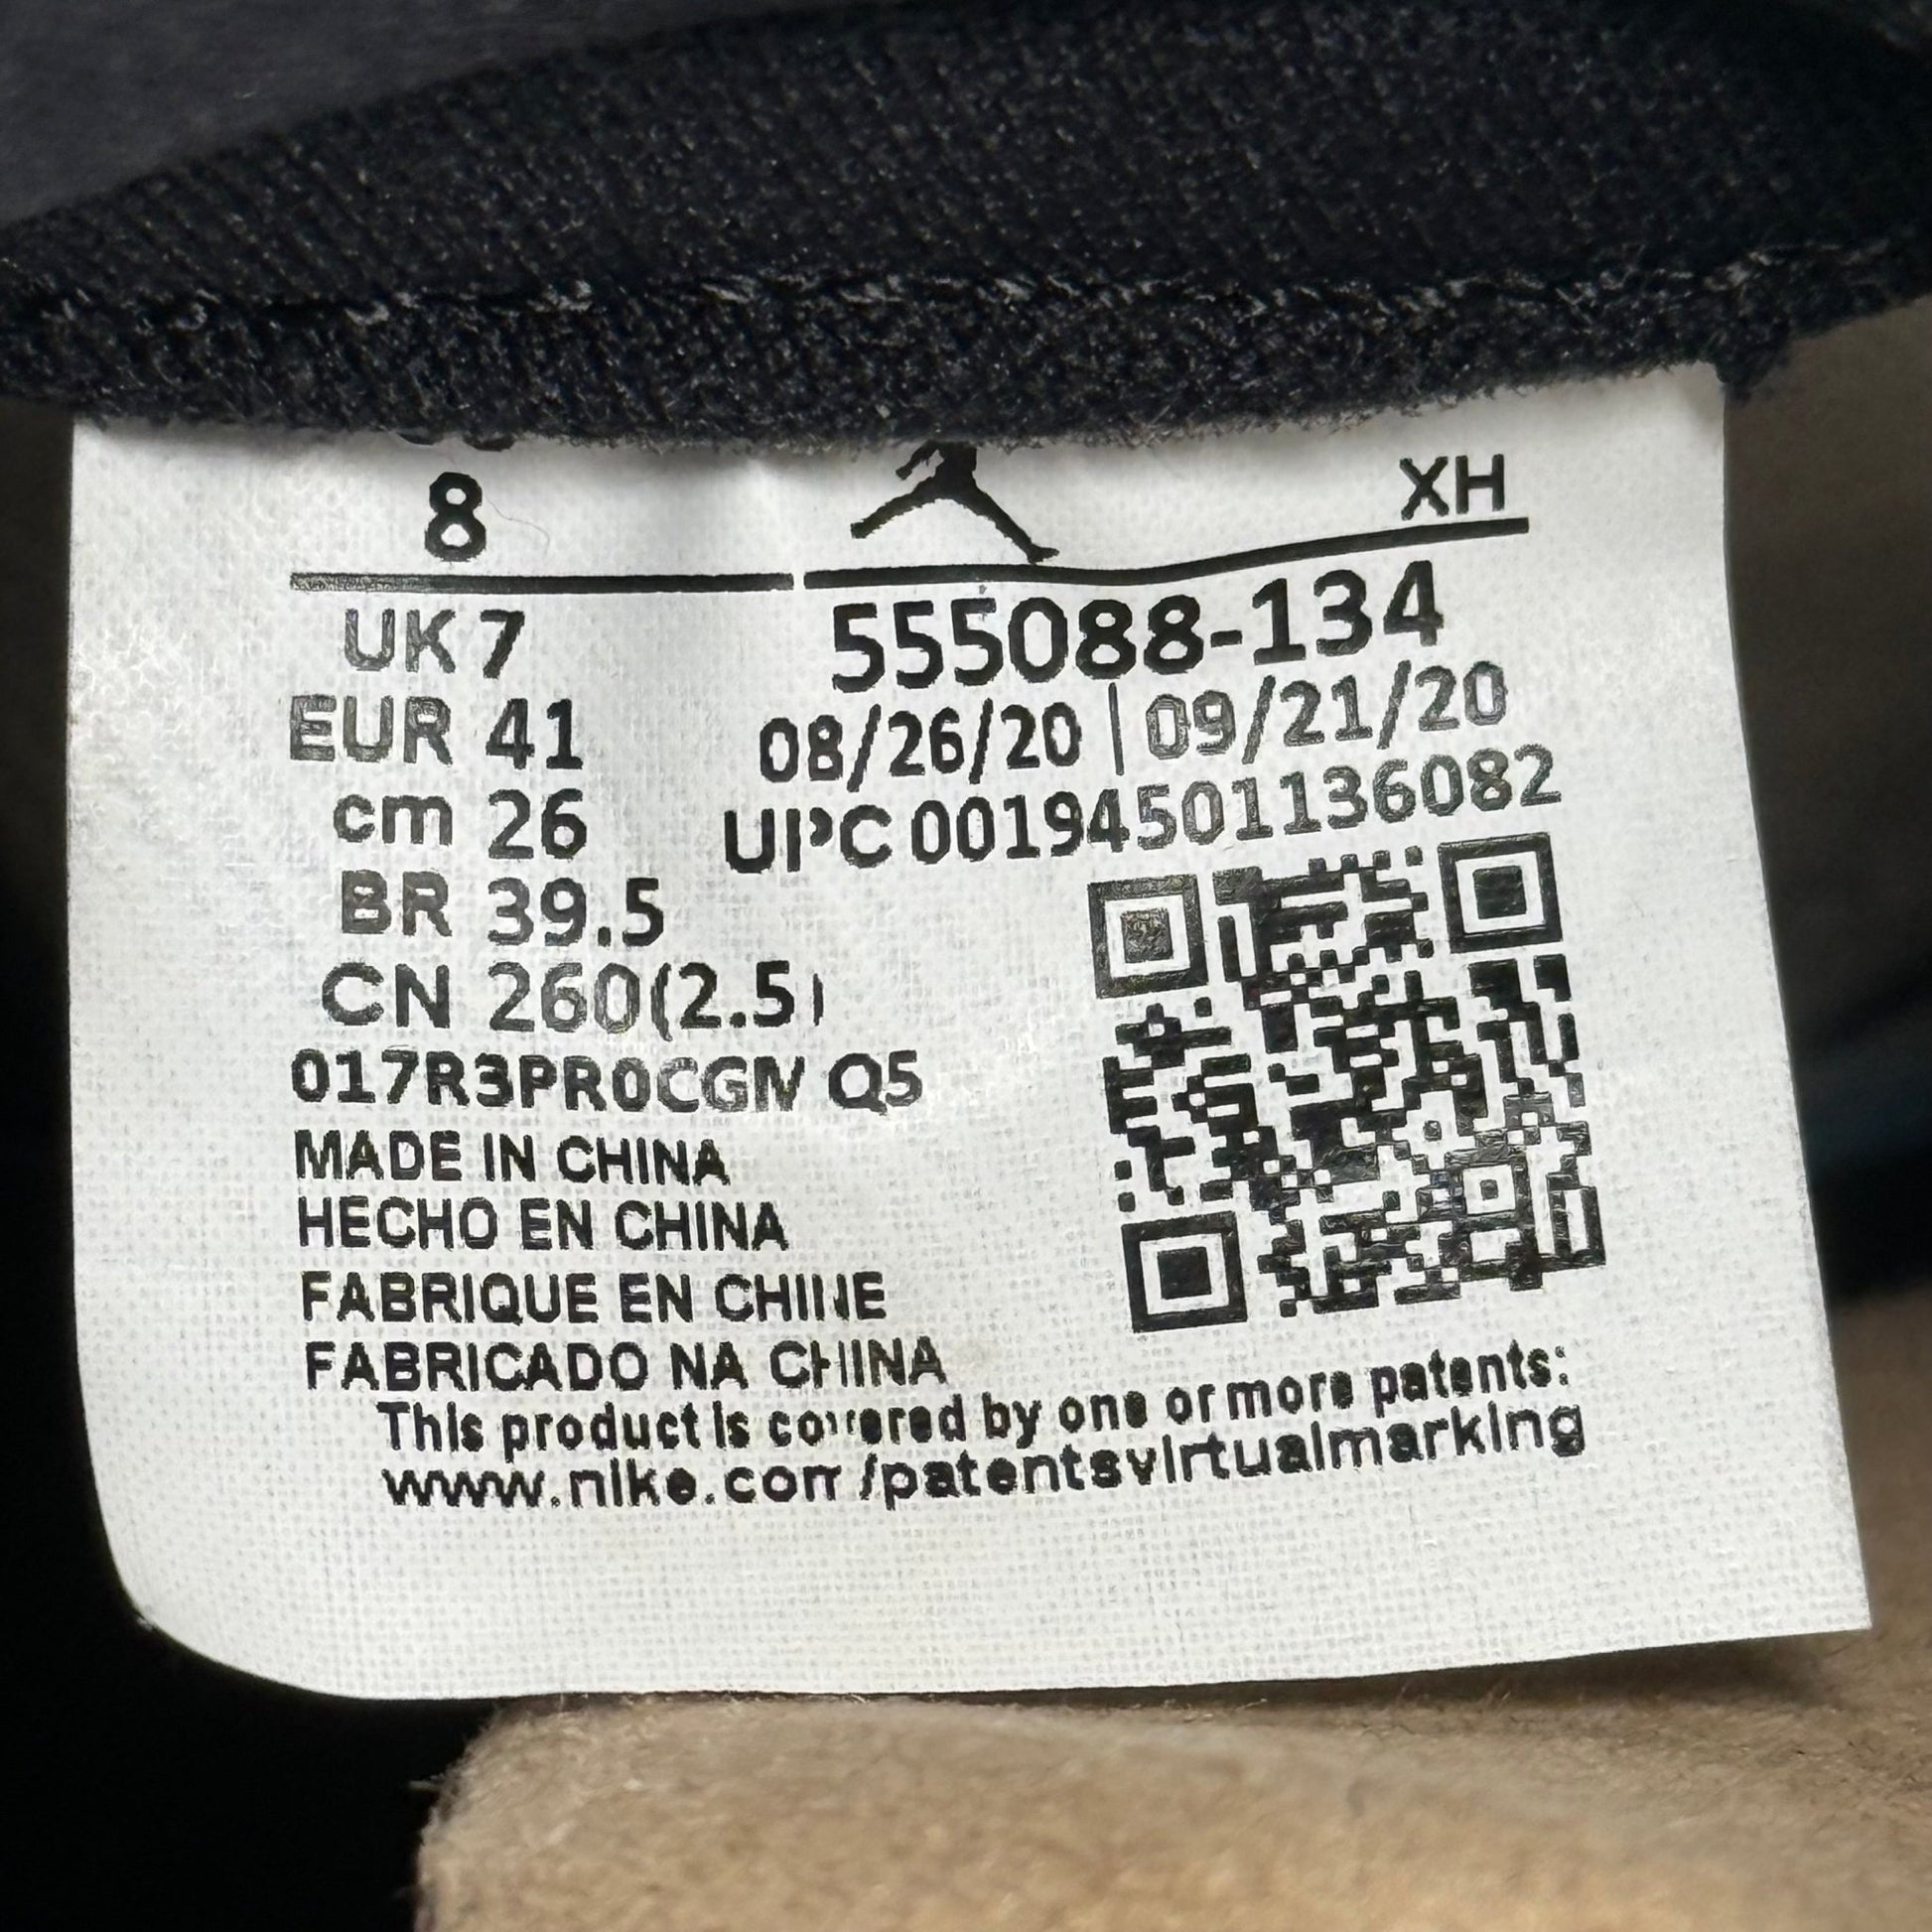 8 XH
UK 7 555088-134
EUR 41 08/26/20 | 09/21/20
cm 26 UPC 00194501136082
BR 39.5
CN 260(2.5)
017R3PR0CGN Q5
MADE IN CHINA
HECHO EN CHINA
FABRIQUE EN CHINE
FABRICADO NA CHINA
This product is covered by one or more patents:
www.nike.com/patentsvirtualmarking